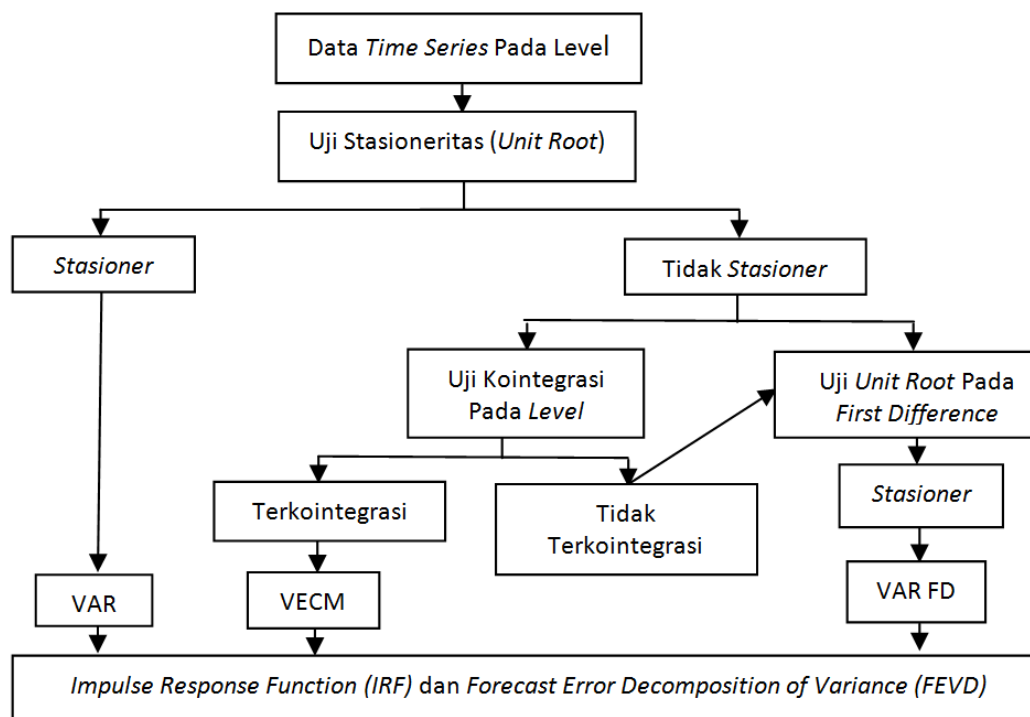 Data Time Series Pada Level
Uji Stasioneritas (Unit Root)
Stasioner
Tidak Stasioner
Uji Kointegrasi
Pada Level
Uji Unit Root Pada
First Difference
Terkointegrasi
Tidak
Terkointegrasi
Stasioner
VAR
VECM
VAR FD
Impulse Response Function (IRF) dan Forecast Error Decomposition of Variance (FEVD)